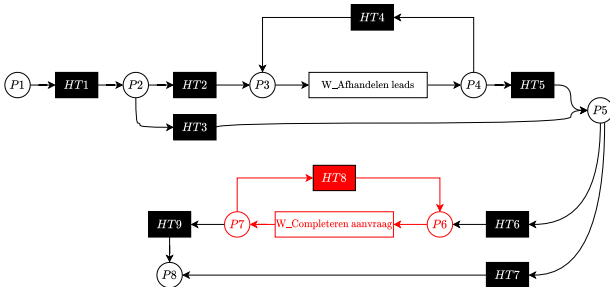 HT4
P1
HT1
P2
HT2
P3
W_Afhandelen leads
P4
HT5
P5
HT3
HT8
HT9
P7
W_Completeren aanvraag
P6
HT6
P8
HT7